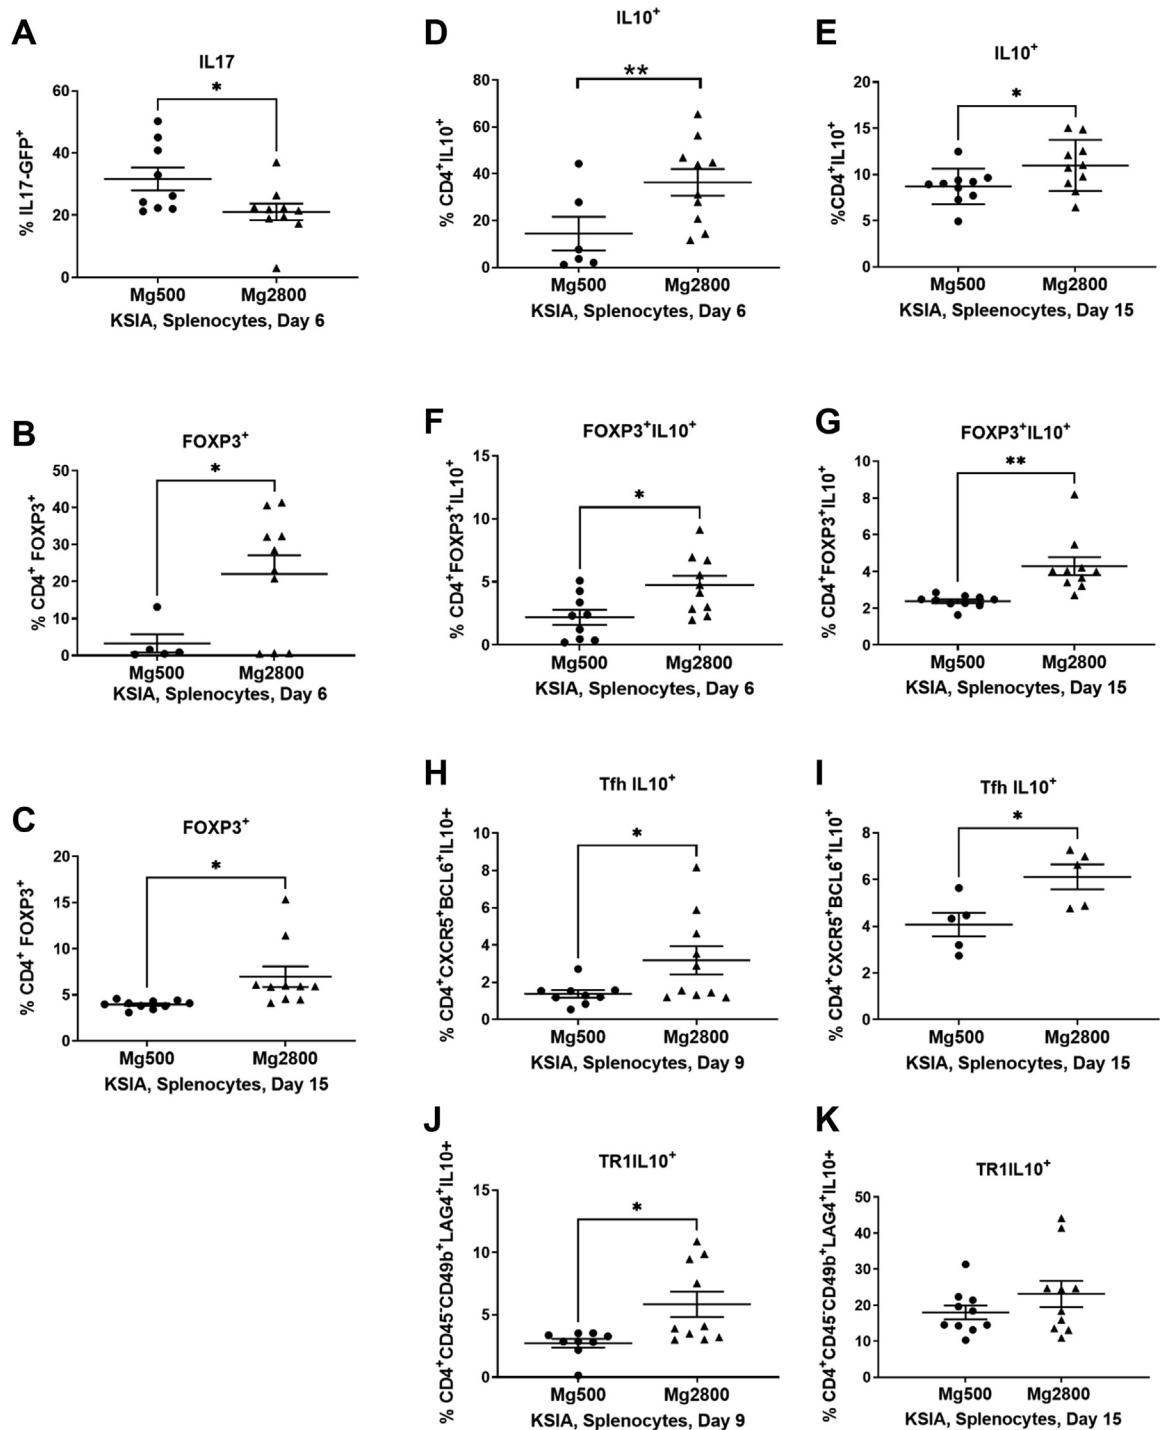 A
IL17
*
% IL17-GFP⁺
60
40
20
0
Mg500 Mg2800
KSIA, Splenocytes, Day 6
D
IL10⁺
**
% CD4⁺IL10⁺
80
60
40
20
0
Mg500 Mg2800
KSIA, Splenocytes, Day 6
E
IL10⁺
*
%CD4⁺IL10⁺
20
15
10
5
0
Mg500 Mg2800
KSIA, Spleenocytes, Day 15
B
FOXP3⁺
*
% CD4⁺ FOXP3⁺
50
40
30
20
10
0
Mg500 Mg2800
KSIA, Splenocytes, Day 6
F
FOXP3⁺IL10⁺
*
% CD4⁺FOXP3⁺IL10⁺
15
10
5
0
Mg500 Mg2800
KSIA, Splenocytes, Day 6
G
FOXP3⁺IL10⁺
**
% CD4⁺FOXP3⁺IL10⁺
10
8
6
4
2
0
Mg500 Mg2800
KSIA, Splenocytes, Day 15
C
FOXP3⁺
*
% CD4⁺ FOXP3⁺
20
15
10
5
0
Mg500 Mg2800
KSIA, Splenocytes, Day 15
H
Tfh IL10⁺
*
% CD4⁺CXCR5⁺BCL6⁺IL10+
10
8
6
4
2
0
Mg500 Mg2800
KSIA, Splenocytes, Day 9
I
Tfh IL10⁺
*
% CD4⁺CXCR5⁺BCL6⁺IL10⁺
8
6
4
2
0
Mg500 Mg2800
KSIA, Splenocytes, Day 15
J
TR1IL10⁺
*
% CD4⁺CD45⁻CD49b⁺LAG4⁺IL10+
15
10
5
0
Mg500 Mg2800
KSIA, Splenocytes, Day 9
K
TR1IL10⁺
% CD4⁺CD45⁻CD49b⁺LAG4⁺IL10+
50
40
30
20
10
0
Mg500 Mg2800
KSIA, Splenocytes, Day 15